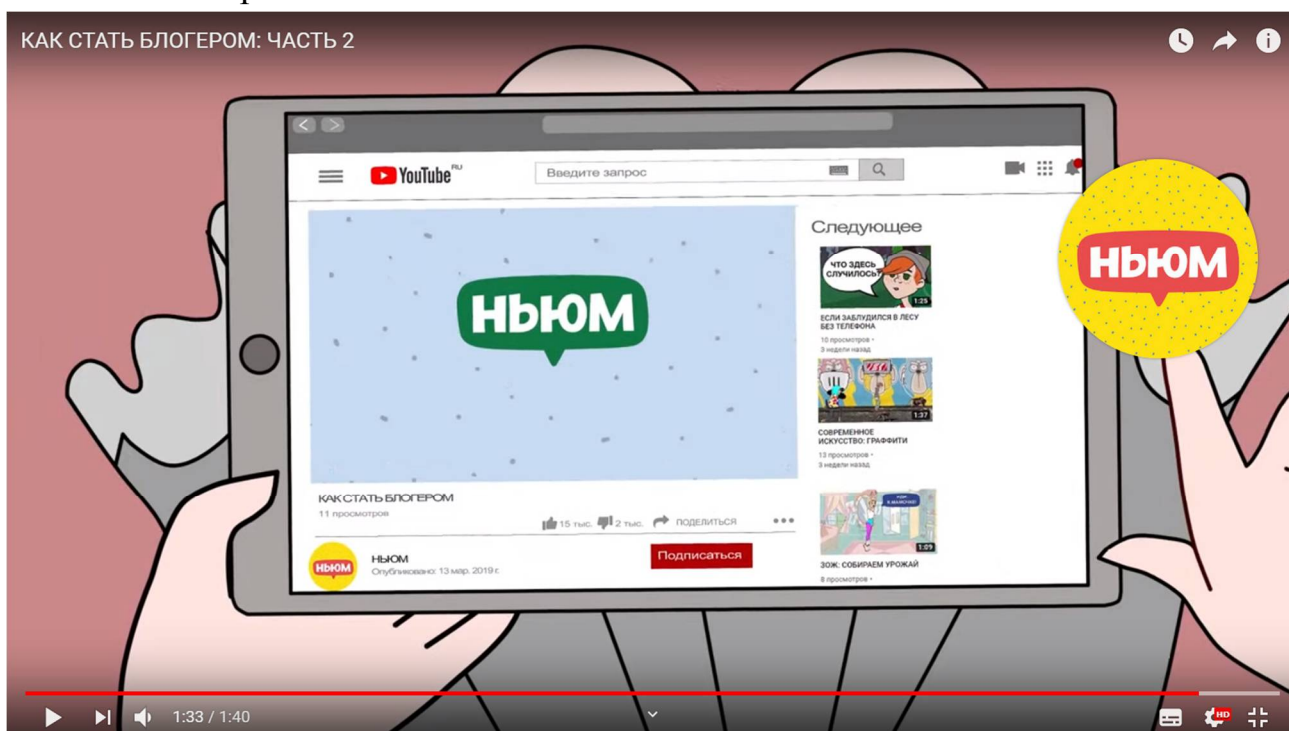 КАК СТАТЬ БЛОГЕРОМ: ЧАСТЬ 2
YouTube RU
Введите запрос
НЬЮМ
КАК СТАТЬ БЛОГЕРОМ
11 просмотров
15 тыс. 2 тыс. ПОДЕЛИТЬСЯ
НЬЮМ
НЬЮМ
Опубликовано: 13 мар. 2019 г.
Подписаться
Следующее
ЧТО ЗДЕСЬ
СЛУЧИЛОСЬ?
1:25
ЕСЛИ ЗАБЛУДИЛСЯ В ЛЕСУ
БЕЗ ТЕЛЕФОНА
10 просмотров •
3 недели назад
1:37
СОВРЕМЕННОЕ
ИСКУССТВО: ГРАФФИТИ
13 просмотров •
3 недели назад
1:09
ЗОЖ: СОБИРАЕМ УРОЖАЙ
8 просмотров •
НЬЮМ
1:33 / 1:40
HD